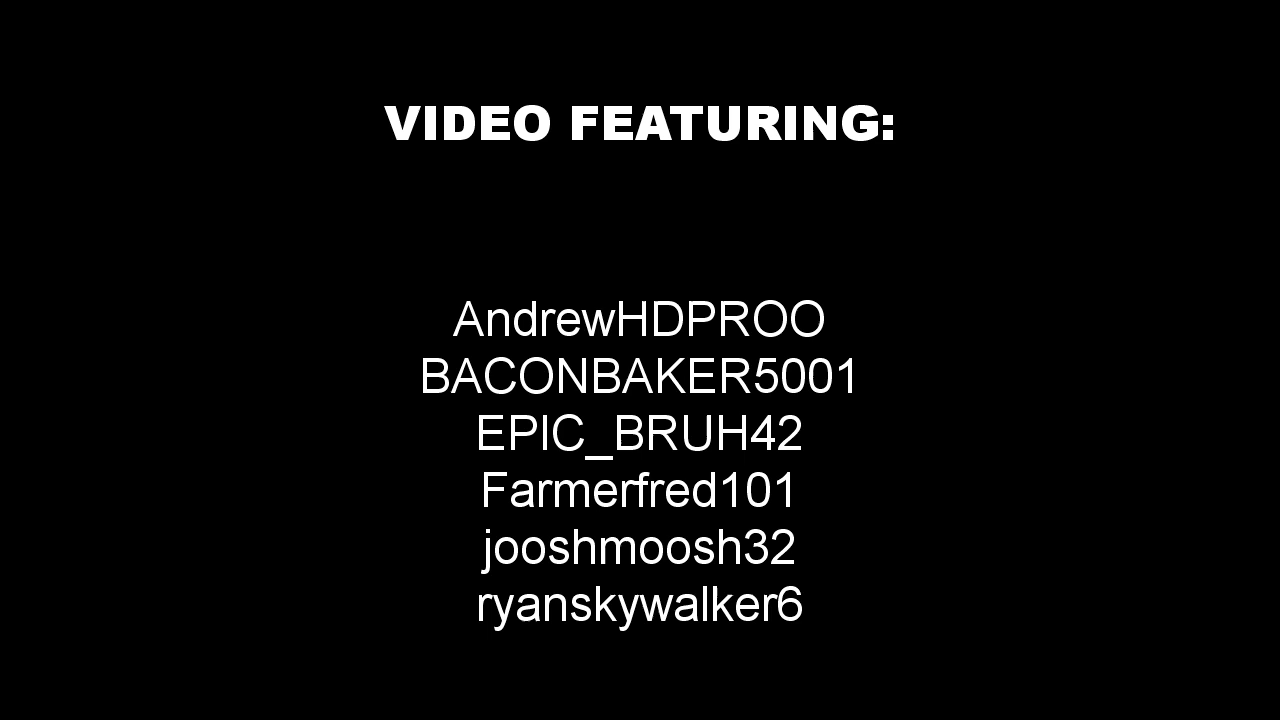 VIDEO FEATURING:
AndrewHDPROO
BACONBAKER5001
EPIC_BRUH42
Farmerfred101
jooshmoosh32
ryanskywalker6